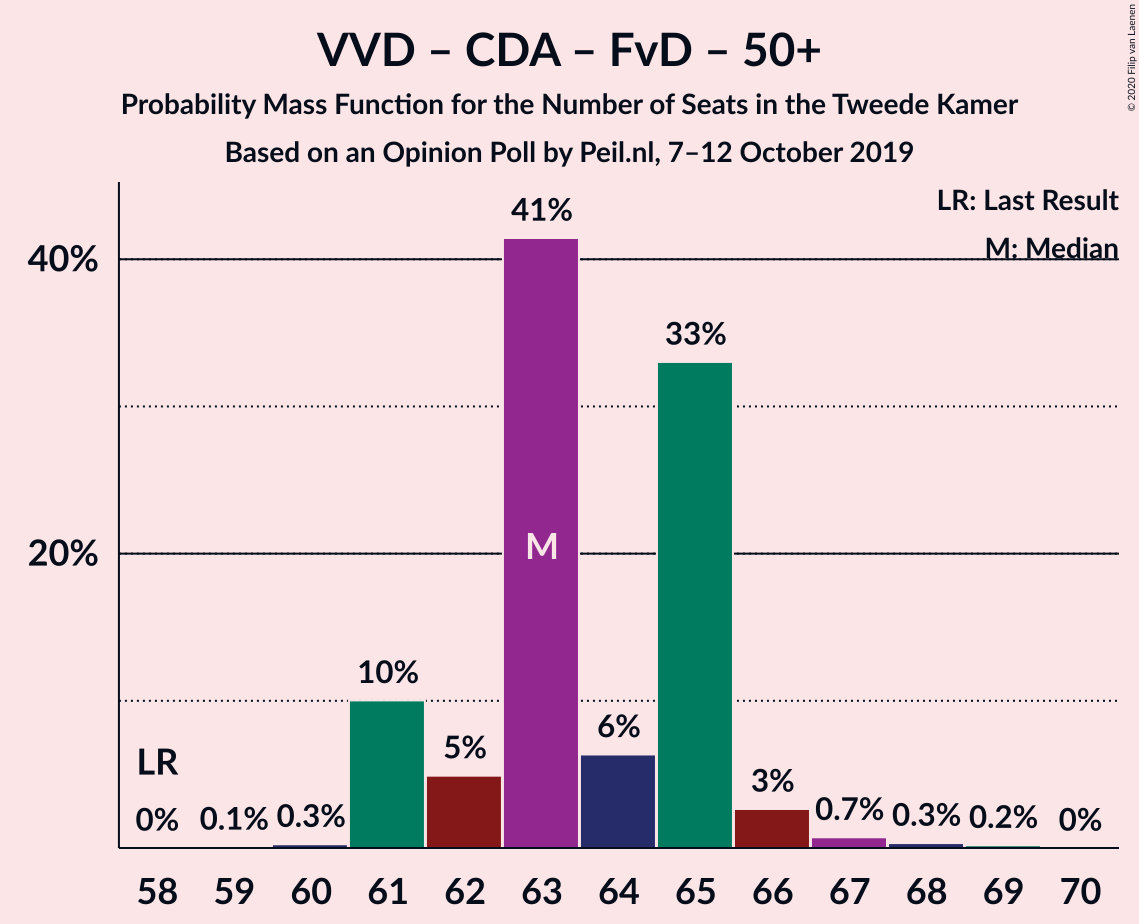 VVD – CDA – FvD – 50+
Probability Mass Function for the Number of Seats in the Tweede Kamer
Based on an Opinion Poll by Peil.nl, 7–12 October 2019
© 2020 Filip van Laenen
LR: Last Result
M: Median
40%
20%
LR
0%
0.1%
0.3%
10%
5%
41%
M
6%
33%
3%
0.7%
0.3%
0.2%
0%
58 59 60 61 62 63 64 65 66 67 68 69 70